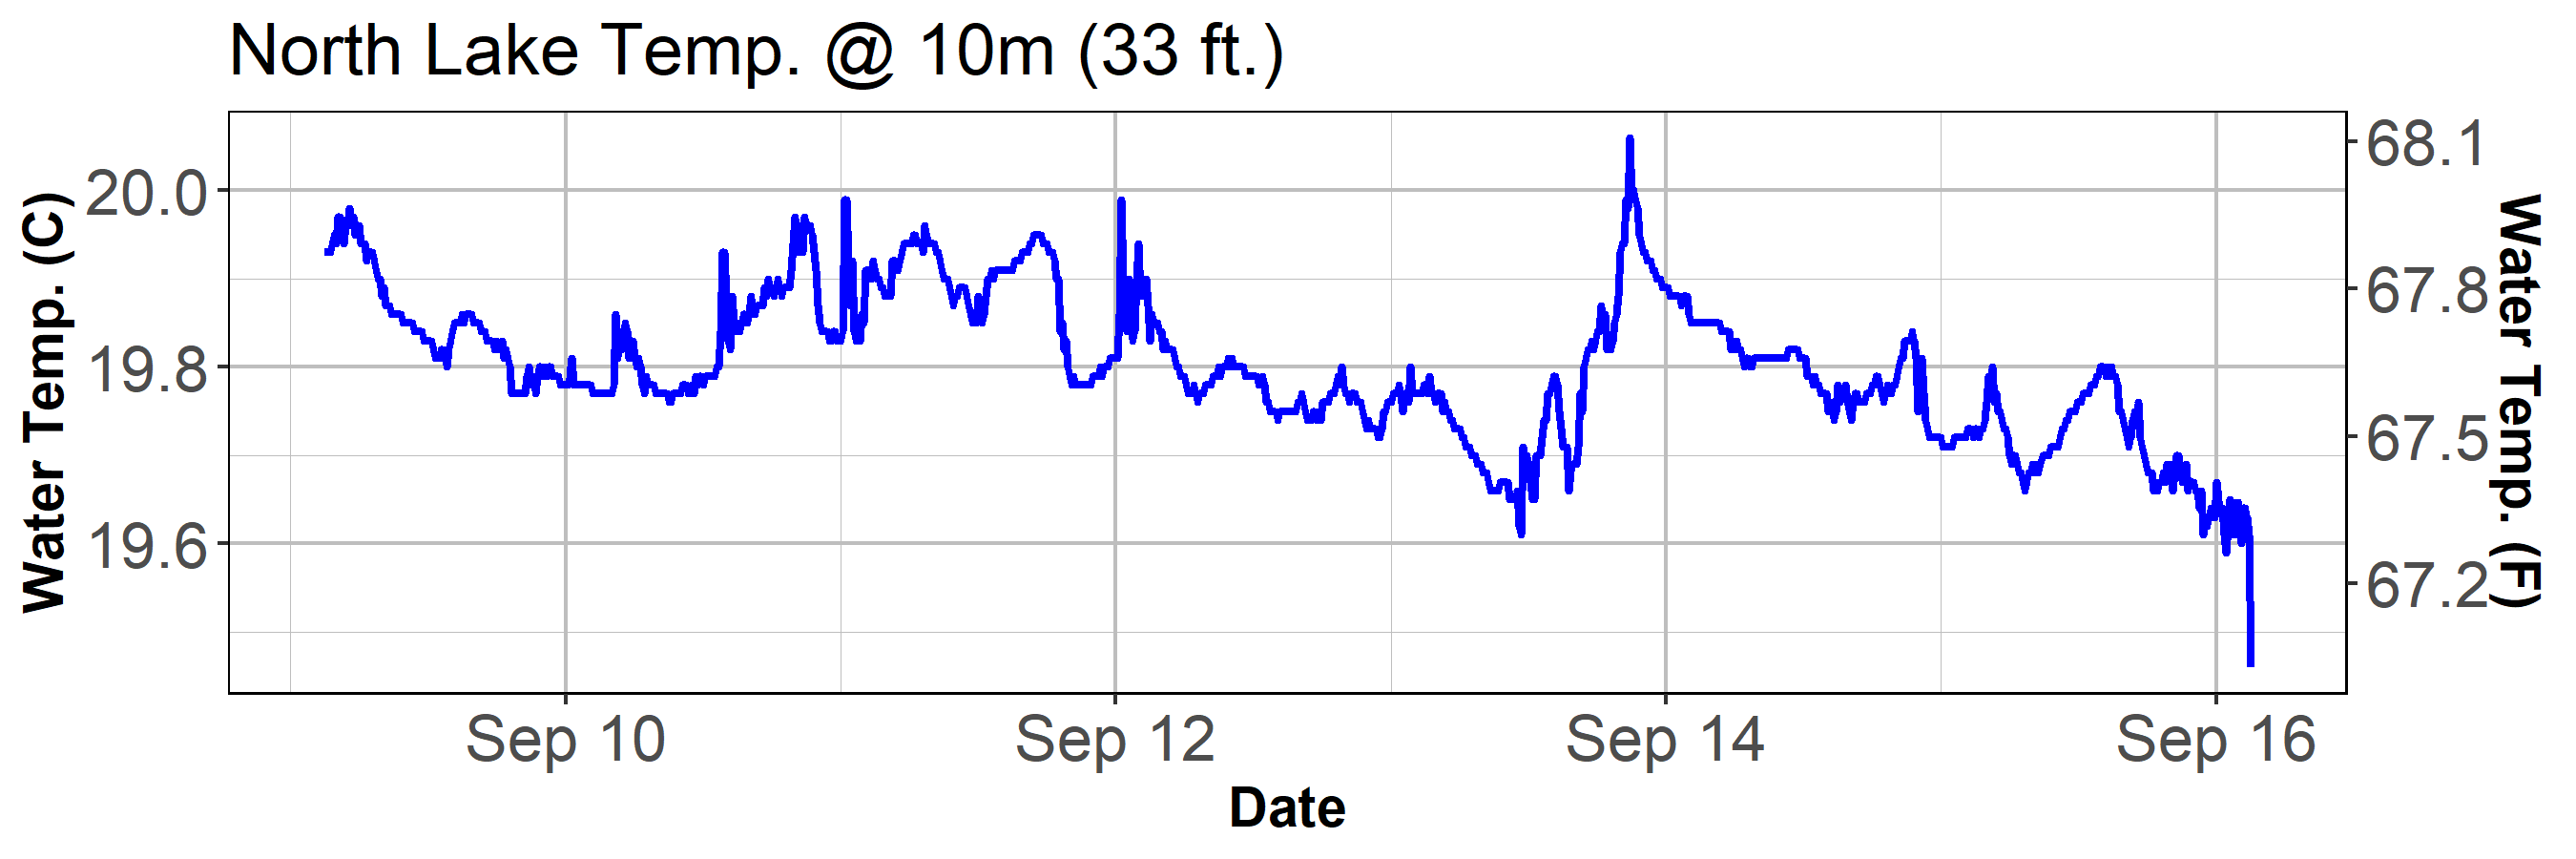 North Lake Temp. @ 10m (33 ft.)
Water Temp. (C)
20.0
19.8
19.6
68.1
67.8
67.5
67.2
Water Temp. (F)
Sep 10 Sep 12 Sep 14 Sep 16
Date